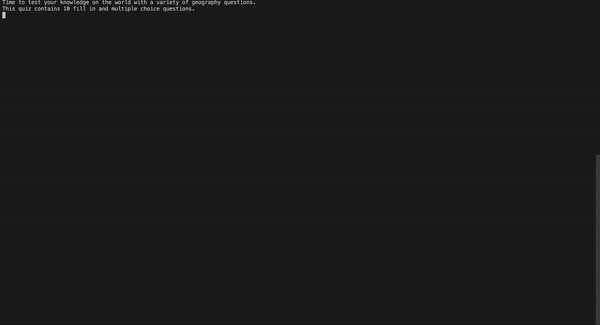 Time to test your knowledge on the world with a variety of geography questions.
This quiz contains 10 fill in and multiple choice questions.